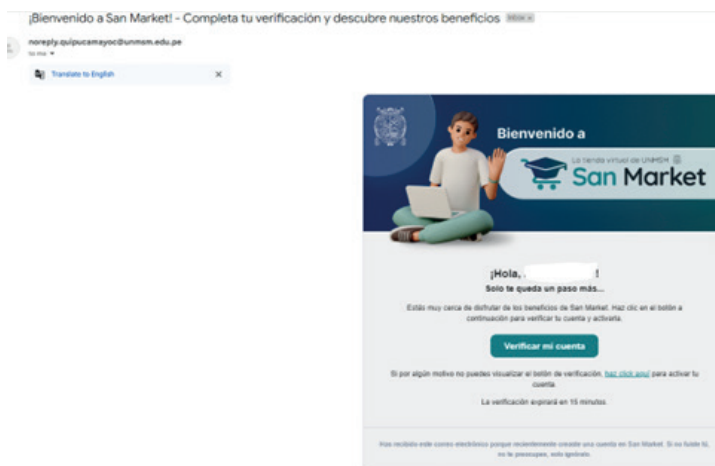 ¡Bienvenido a San Market! - Completa tu verificación y descubre nuestros beneficios Inbox x
noreply.quipucamayoc@unmsm.edu.pe
to me
Translate to English X
Bienvenido a
La tienda virtual de UNMSM
San Market
¡Hola, !
Solo te queda un paso más...
Estás muy cerca de disfrutar de los beneficios de San Market. Haz clic en el botón a
continuación para verificar tu cuenta y activarla.
Verificar mi cuenta
Si por algún motivo no puedes visualizar el botón de verificación, haz click aquí para activar tu
cuenta.
La verificación expirará en 15 minutos.
Has recibido este correo electrónico porque recientemente creaste una cuenta en San Market. Si no fuiste tú,
no te preocupes, solo ignóralo.